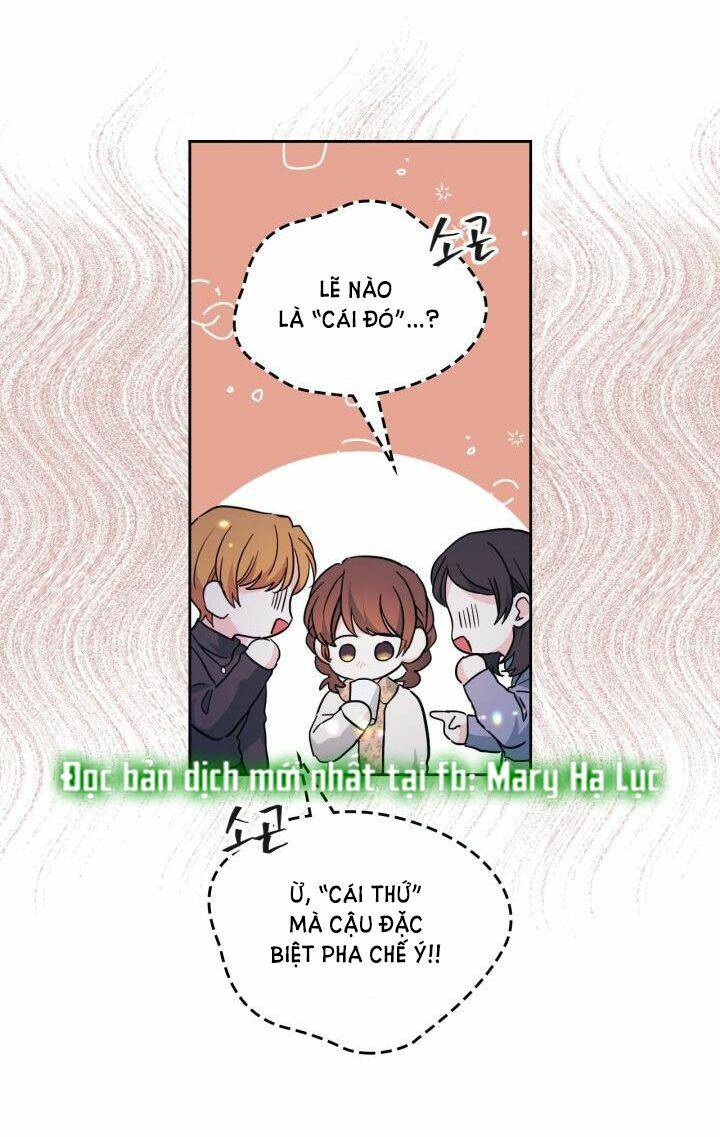 소곤
LẼ NÀO
LÀ “CÁI ĐÓ”...?
Đọc bản dịch mới nhất tại fb: Mary Hạ Lục
소곤
Ừ, “CÁI THỨ”
MÀ CẬU ĐẶC
BIỆT PHA CHẾ Ý!!